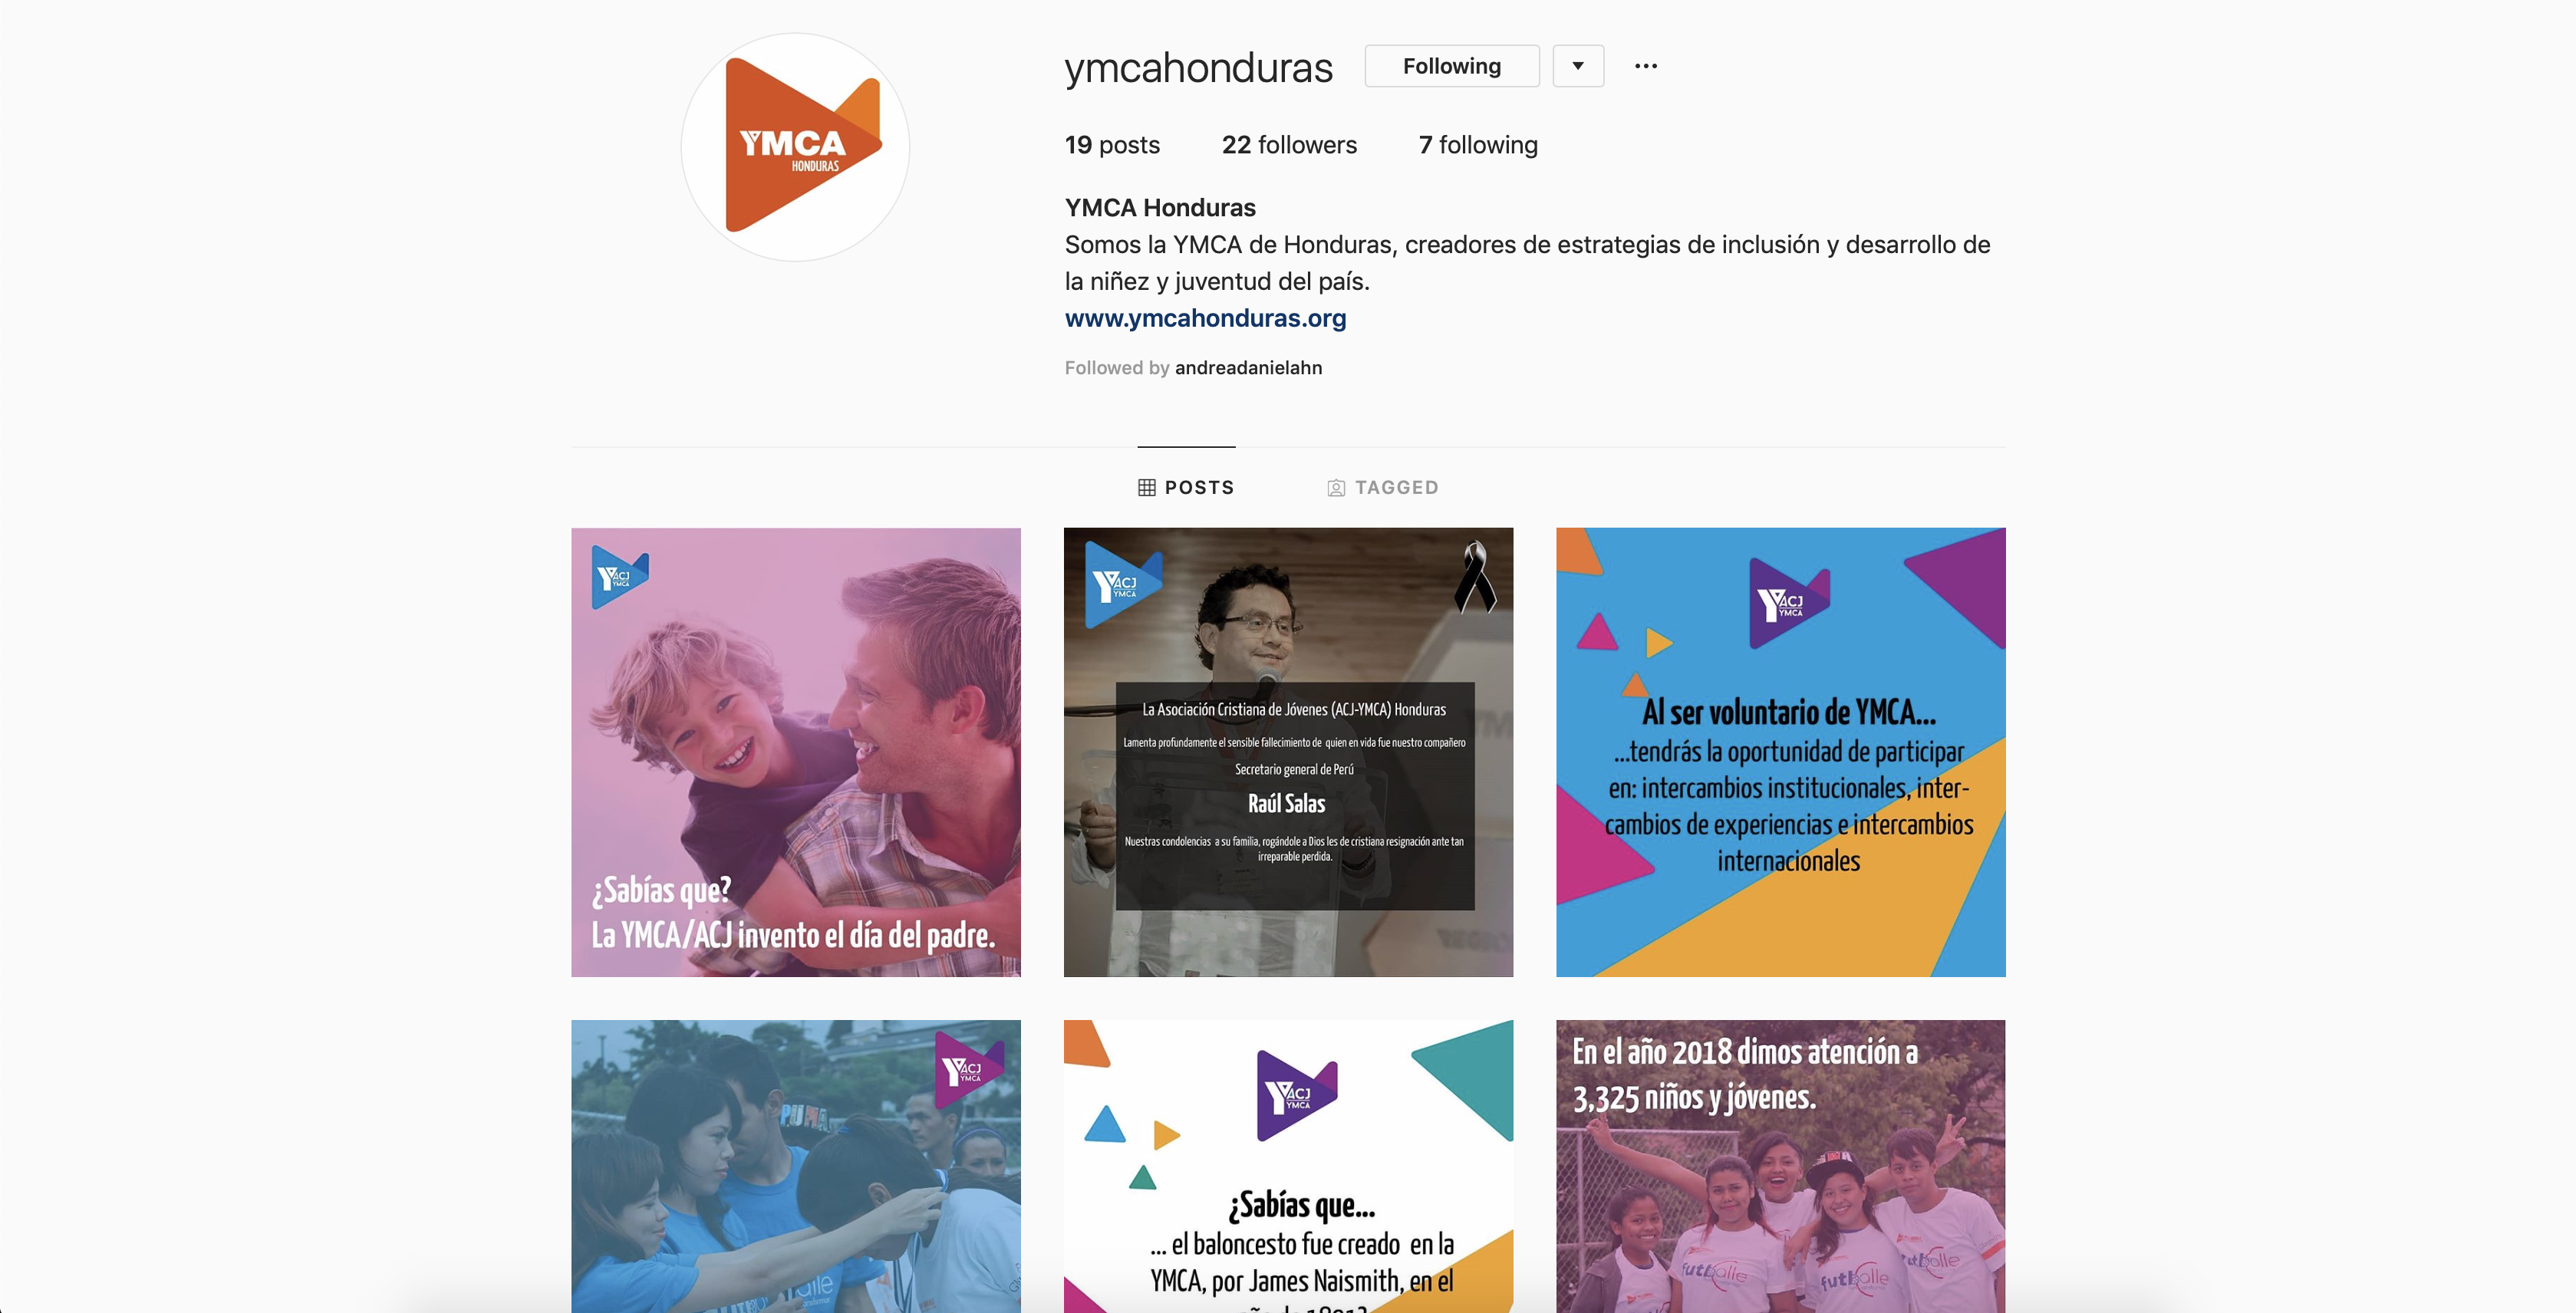 YMCA
HONDURAS
ymcahonduras
Following
19 posts
22 followers
7 following
YMCA Honduras
Somos la YMCA de Honduras, creadores de estrategias de inclusión y desarrollo de
la niñez y juventud del país.
www.ymcahonduras.org
Followed by andreadanielahn
POSTS
TAGGED
Y ACJ
YMCA
¿Sabías que?
La YMCA/ACJ invento el día del padre.
Y ACJ
YMCA
La Asociación Cristiana de Jóvenes (ACJ-YMCA) Honduras
Lamenta profundamente el sensible fallecimiento de quien en vida fue nuestro compañero
Secretario general de Perú
Raúl Salas
Nuestras condolencias a su familia, rogándole a Dios les de cristiana resignación ante tan
irreparable perdida.
Y ACJ
YMCA
Al ser voluntario de YMCA...
...tendrás la oportunidad de participar
en: intercambios institucionales, inter-
cambios de experiencias e intercambios
internacionales
Y ACJ
YMCA
Y ACJ
YMCA
¿Sabías que...
... el baloncesto fue creado en la
YMCA, por James Naismith, en el
En el año 2018 dimos atención a
3,325 niños y jóvenes.
futbolle
futbolle